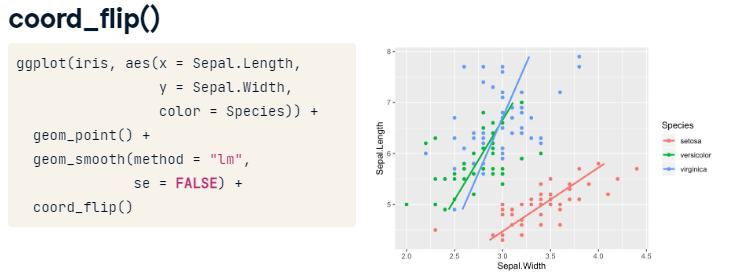 coord_flip()
ggplot(iris, aes(x = Sepal.Length,
                 y = Sepal.Width,
                 color = Species)) +
  geom_point() +
  geom_smooth(method = "lm",
              se = FALSE) +
  coord_flip()
8
7
6
5
Sepal.Length
2.0 2.5 3.0 3.5 4.0 4.5
Sepal.Width
Species
setosa
versicolor
virginica